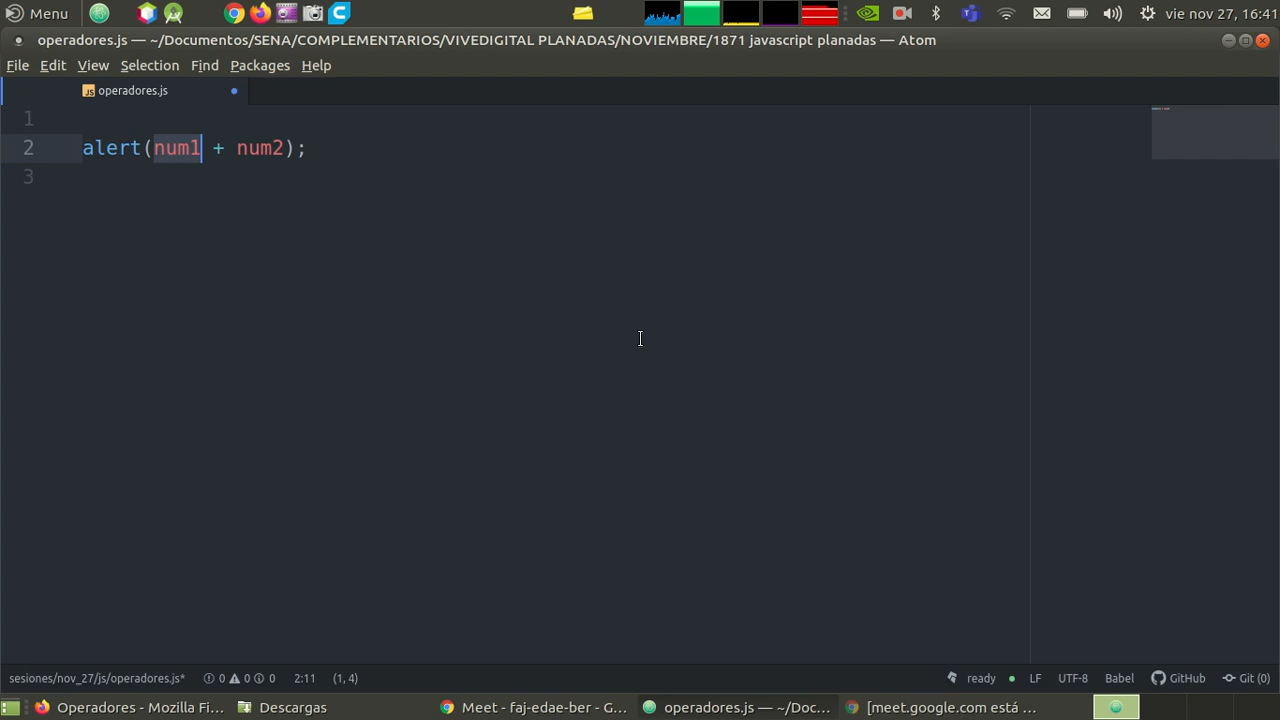 Menu
vie nov 27, 16:41
operadores.js — ~/Documentos/SENA/COMPLEMENTARIOS/VIVEDIGITAL PLANADAS/NOVIEMBRE/1871 javascript planadas — Atom
File Edit View Selection Find Packages Help
JS operadores.js
1
2 alert(num1 + num2);
3
sesiones/nov_27/js/operadores.js* 0 0 0 2:11 (1, 4) ready LF UTF-8 Babel GitHub Git (0)
Operadores - Mozilla Fi... Descargas Meet - faj-edae-ber - G... operadores.js — ~/Doc... [meet.google.com está ...